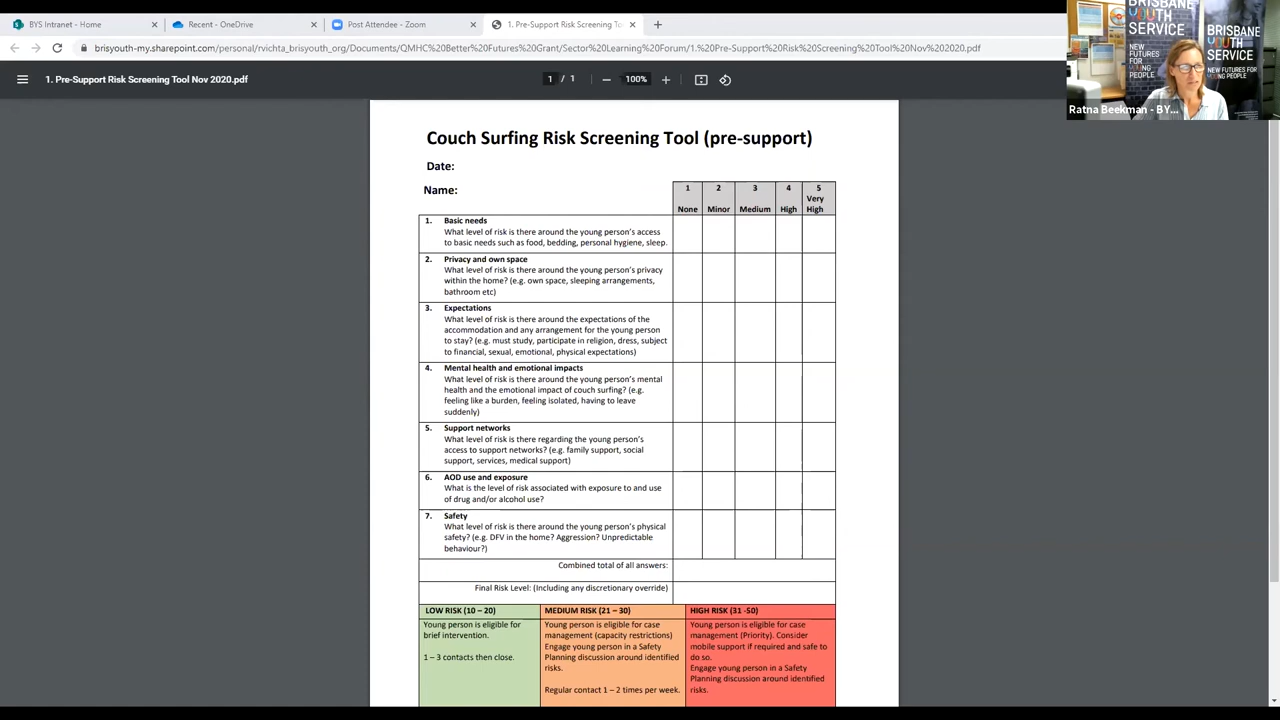 BYS Intranet - Home
Recent - OneDrive
Post Attendee - Zoom
1. Pre-Support Risk Screening To
brisyouth-my.sharepoint.com/personal/rvichta_brisyouth_org/Documents/QMHC%20Better%20Futures%20Grant/Sector%20Learning%20Forum/1.%20Pre-Support%20Risk%20Screening%20Tool%20Nov%202020.pdf
1. Pre-Support Risk Screening Tool Nov 2020.pdf
1 / 1
100%
BRISBANE
YOUTH
SERVICE
NEW
FUTURES
FOR
YOUNG
PEOPLE
BRISBANE
YOUTH
SERVICE
NEW FUTURES FOR
YOUNG PEOPLE
Ratna Beekman - BY...
Couch Surfing Risk Screening Tool (pre-support)
Date:
Name:
1 2 3 4 5
Very
None Minor Medium High High
1. Basic needs
What level of risk is there around the young person's access
to basic needs such as food, bedding, personal hygiene, sleep.
2. Privacy and own space
What level of risk is there around the young person's privacy
within the home? (e.g. own space, sleeping arrangements,
bathroom etc)
3. Expectations
What level of risk is there around the expectations of the
accommodation and any arrangement for the young person
to stay? (e.g. must study, participate in religion, dress, subject
to financial, sexual, emotional, physical expectations)
4. Mental health and emotional impacts
What level of risk is there around the young person's mental
health and the emotional impact of couch surfing? (e.g.
feeling like a burden, feeling isolated, having to leave
suddenly)
5. Support networks
What level of risk is there regarding the young person's
access to support networks? (e.g. family support, social
support, services, medical support)
6. AOD use and exposure
What is the level of risk associated with exposure to and use
of drug and/or alcohol use?
7. Safety
What level of risk is there around the young person's physical
safety? (e.g. DFV in the home? Aggression? Unpredictable
behaviour?)
Combined total of all answers:
Final Risk Level: (Including any discretionary override)
LOW RISK (10 – 20)
Young person is eligible for
brief intervention.
1 – 3 contacts then close.
MEDIUM RISK (21 – 30)
Young person is eligible for case
management (capacity restrictions)
Engage young person in a Safety
Planning discussion around identified
risks.
Regular contact 1 – 2 times per week.
HIGH RISK (31 -50)
Young person is eligible for case
management (Priority). Consider
mobile support if required and safe to
do so.
Engage young person in a Safety
Planning discussion around identified
risks.